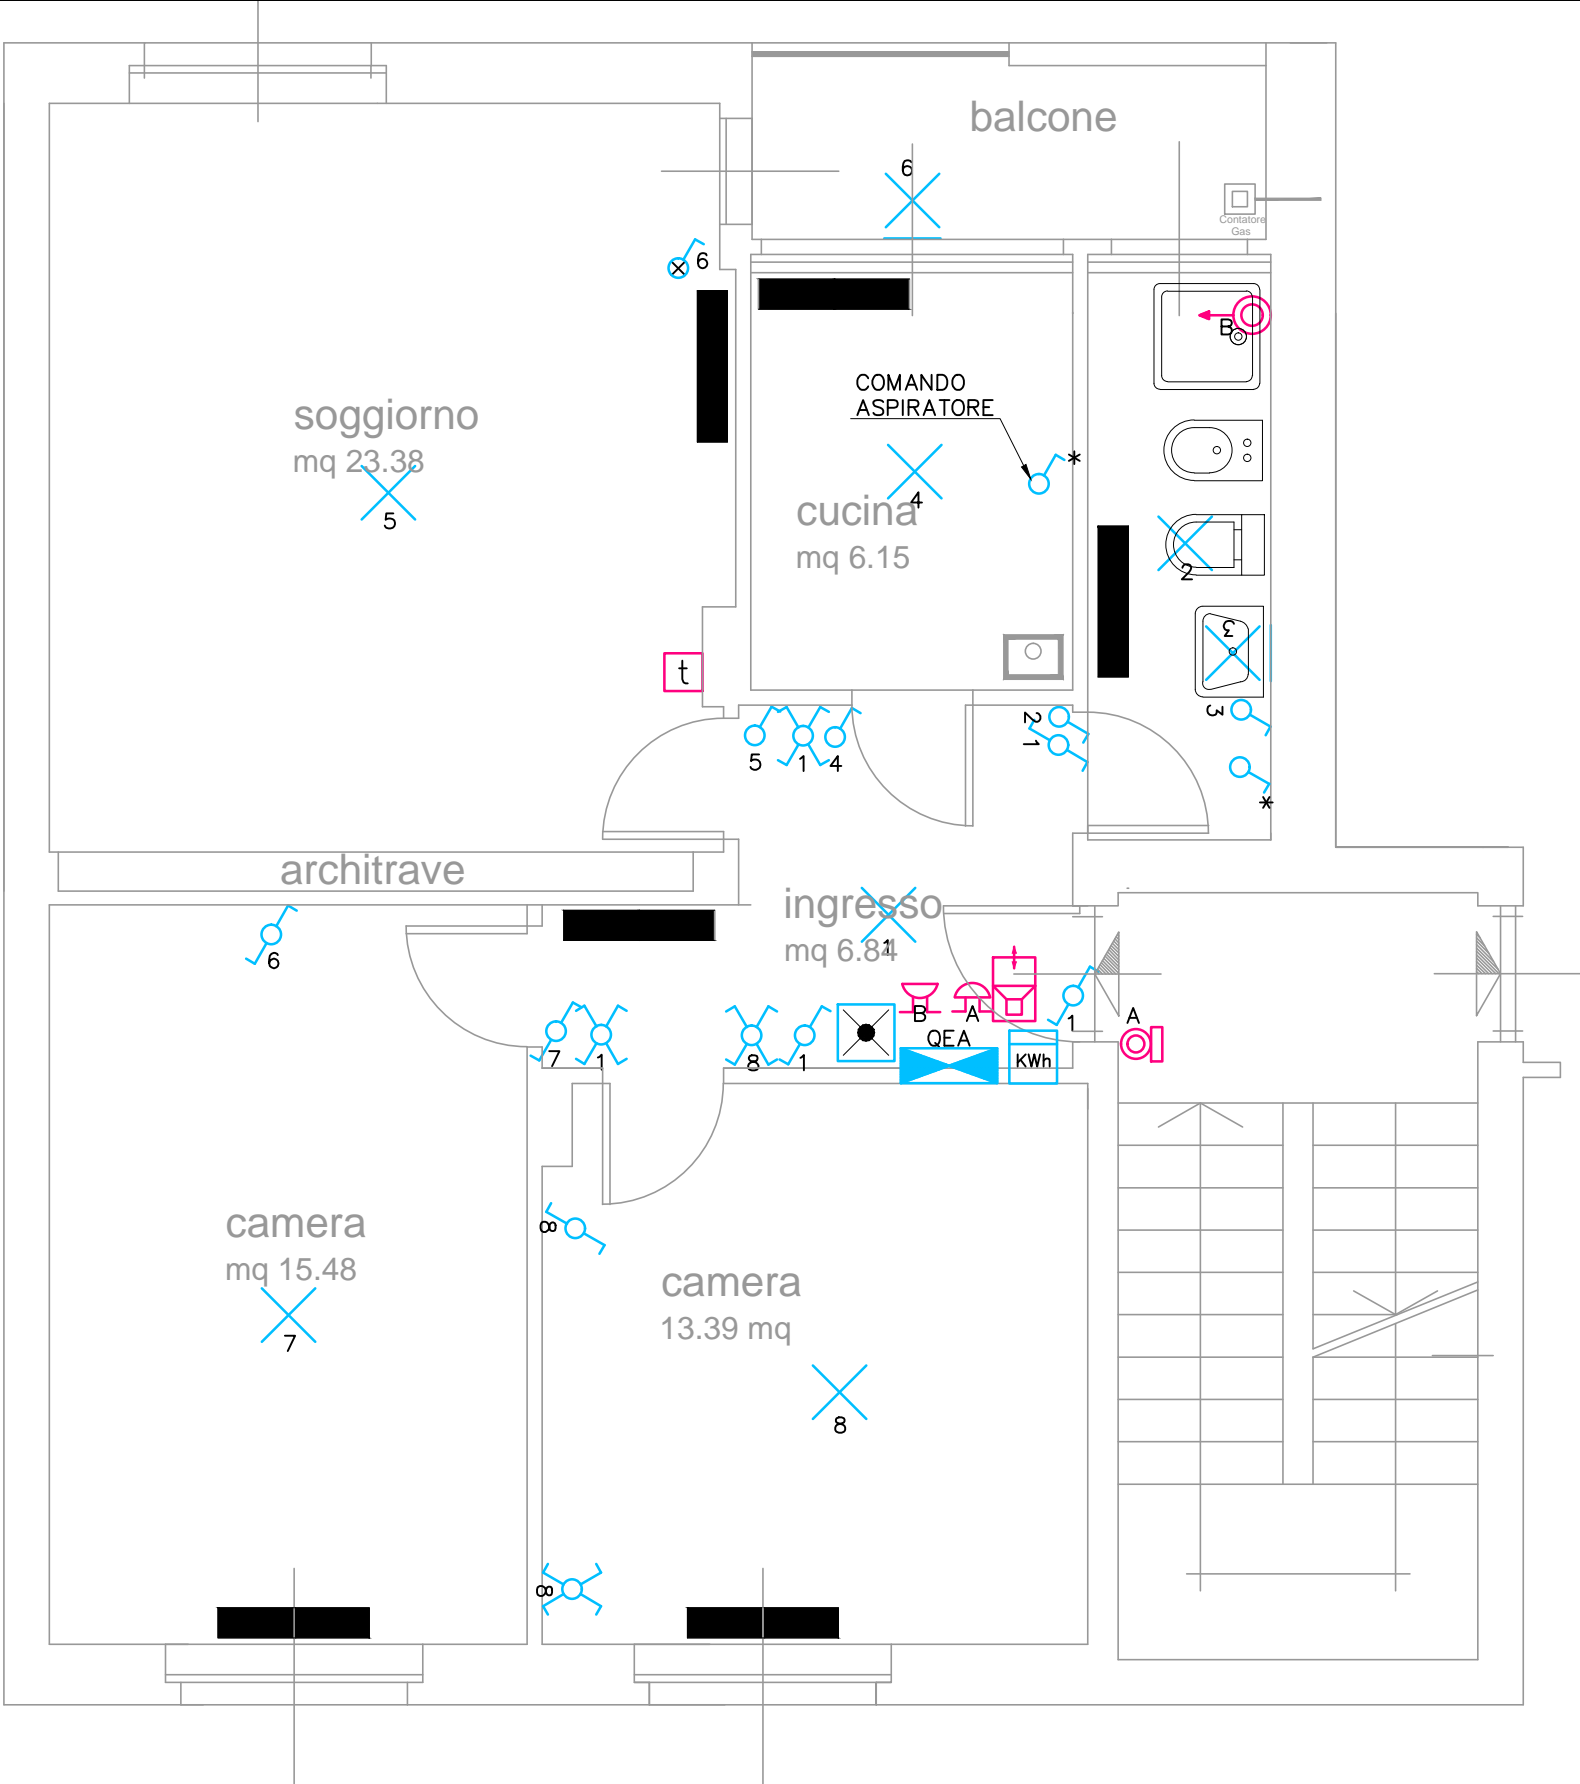 balcone
6
Contatore
Gas
6
B
COMANDO
ASPIRATORE
soggiorno
mq 23.38
5
*
4
cucina
mq 6.15
2
3
t
3
2
1
5
1
4
*
architrave
ingresso
mq 6.84
1
6
7
1
8
1
B
A
QEA
KWh
1
A
camera
mq 15.48
7
8
camera
13.39 mq
8
8